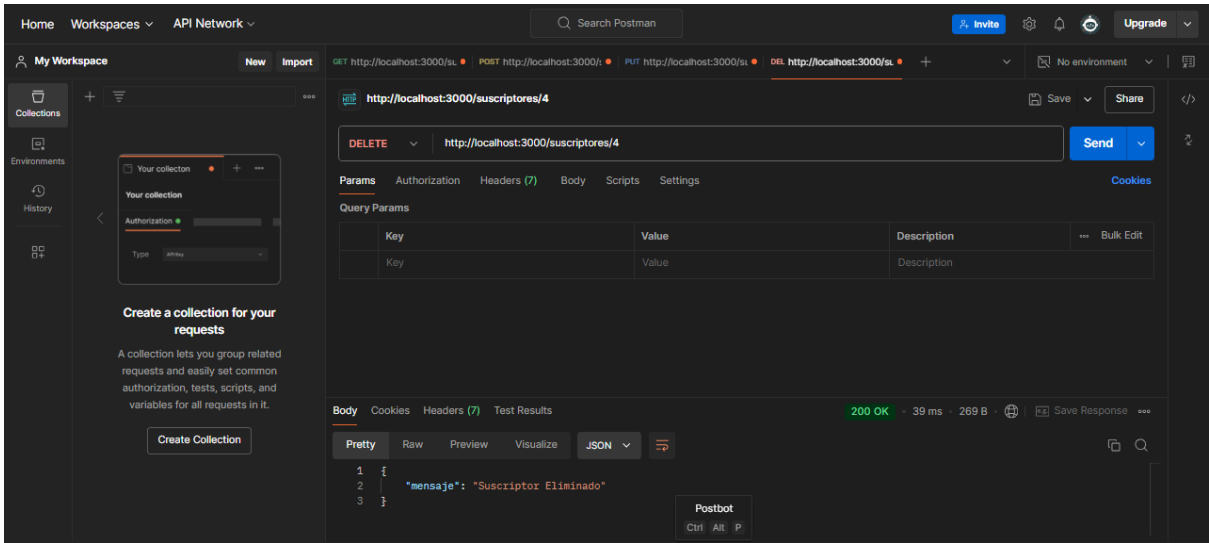 Home Workspaces API Network Search Postman Invite Upgrade
My Workspace New Import GET http://localhost:3000/su POST http://localhost:3000/s PUT http://localhost:3000/su DEL http://localhost:3000/su No environment
Collections
Environments
History
Your collecton
Your collection
Authorization
Type
Create a collection for your
requests
A collection lets you group related
requests and easily set common
authorization, tests, scripts, and
variables for all requests in it.
Create Collection
HTTP http://localhost:3000/suscriptores/4 Save Share
DELETE http://localhost:3000/suscriptores/4 Send
Params Authorization Headers (7) Body Scripts Settings Cookies
Query Params
Key Value Description Bulk Edit
Key Value Description
Body Cookies Headers (7) Test Results 200 OK 39 ms 269 B Save Response
Pretty Raw Preview Visualize JSON
1 {
2 "mensaje": "Suscriptor Eliminado"
3 }
Postbot
Ctrl Alt P